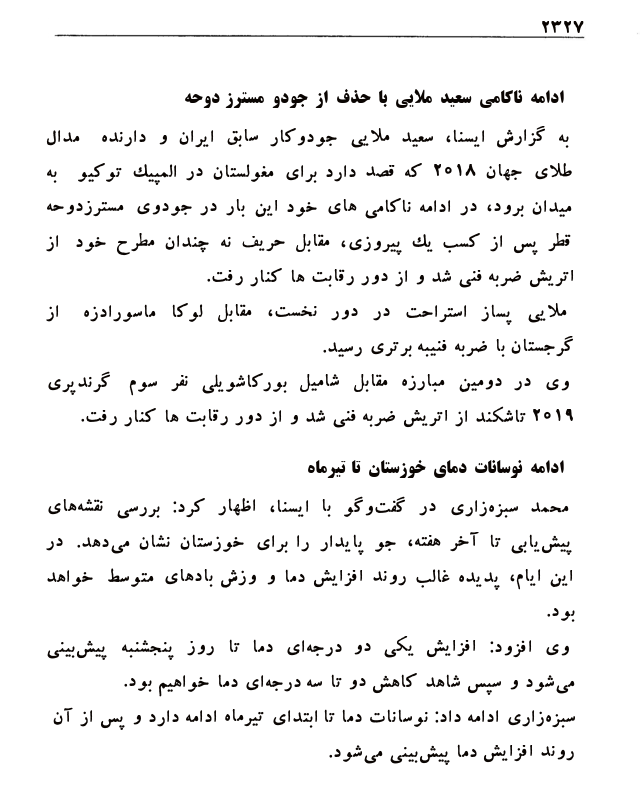 ۲۳۲۷
ادامه ناکامی سعید ملایی با حذف از جودو مسترز دوحه
به گزارش ایسنا، سعید ملایی جودوکار سابق ایران و دارنده مدال
طلای جهان ۲۰۱۸ که قصد دارد برای مغولستان در المپیك توکیو به
میدان برود، در ادامه ناکامی های خود این بار در جودوی مسترزدوحه
قطر پس از کسب یك پیروزی، مقابل حریف نه چندان مطرح خود از
اتریش ضربه فنی شد و از دور رقابت ها کنار رفت.
ملایی پساز استراحت در دور نخست، مقابل لوکا ماسورادزه از
گرجستان با ضربه فنیبه برتری رسید.
وی در دومین مبارزه مقابل شامیل بورکاشویلی نفر سوم گرندپری
۲۰۱۹ تاشکند از اتریش ضربه فنی شد و از دور رقابت ها کنار رفت.
ادامه نوسانات دمای خوزستان تا تیرماه
محمد سبزه‌زاری در گفت‌وگو با ایسنا، اظهار کرد: بررسی نقشه‌های
پیش‌یابی تا آخر هفته، جو پایدار را برای خوزستان نشان می‌دهد. در
این ایام، پدیده غالب روند افزایش دما و وزش بادهای متوسط خواهد
بود.
وی افزود: افزایش یکی دو درجه‌ای دما تا روز پنجشنبه پیش‌بینی
می‌شود و سپس شاهد کاهش دو تا سه درجه‌ای دما خواهیم بود.
سبزه‌زاری ادامه داد: نوسانات دما تا ابتدای تیرماه ادامه دارد و پس از آن
روند افزایش دما پیش‌بینی می‌شود.